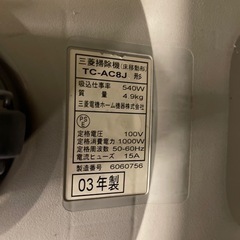 三菱掃除機(床移動形)
TC-AC8J 形S
吸込仕事率 540W
質量 4.9kg
三菱電機ホーム機器株式会社
PS E
定格電圧 100V
定格消費電力 1000W
定格周波数 50-60Hz
電流ヒューズ 15A
製造番号 6060756
03年製